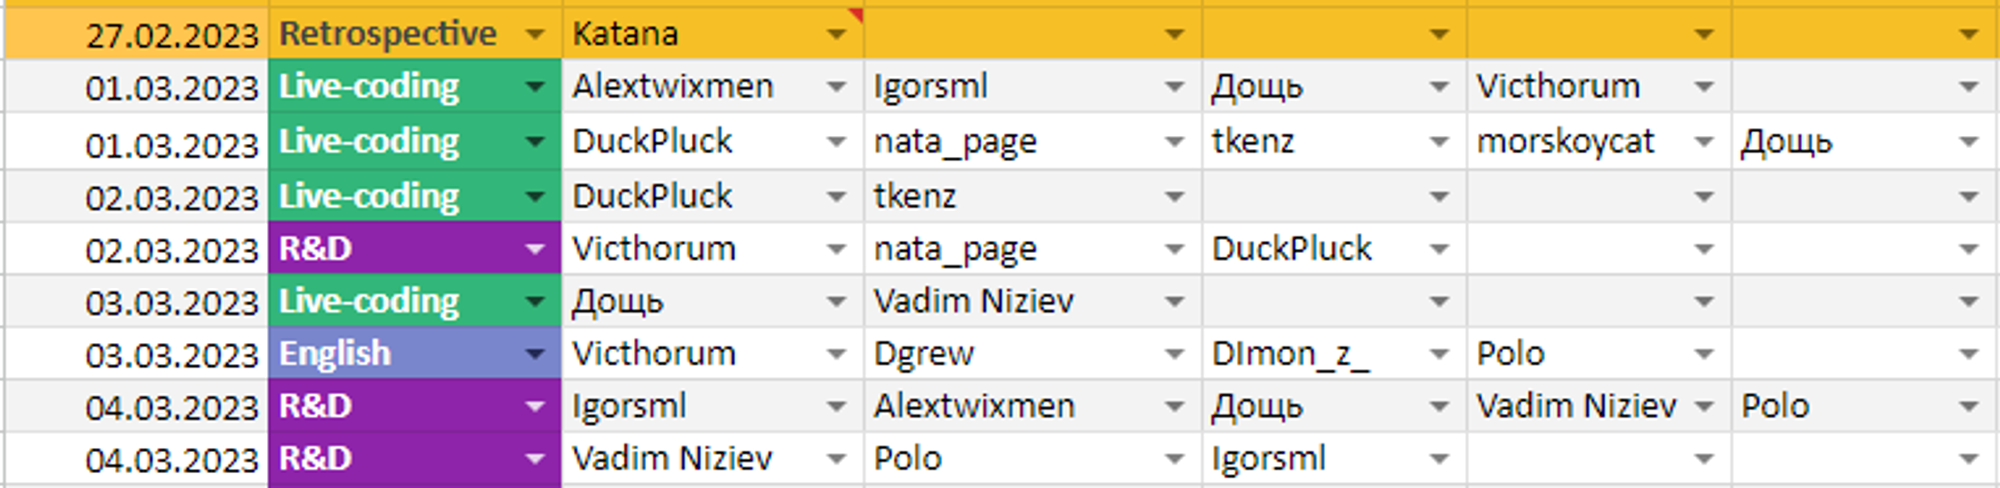 27.02.2023 Retrospective Katana
01.03.2023 Live-coding Alextwixmen Igorsml Дощь Victhorum
01.03.2023 Live-coding DuckPluck nata_page tkenz morskoycat Дощь
02.03.2023 Live-coding DuckPluck tkenz
02.03.2023 R&D Victhorum nata_page DuckPluck
03.03.2023 Live-coding Дощь Vadim Niziev
03.03.2023 English Victhorum Dgrew DImon_z_ Polo
04.03.2023 R&D Igorsml Alextwixmen Дощь Vadim Niziev Polo
04.03.2023 R&D Vadim Niziev Polo Igorsml